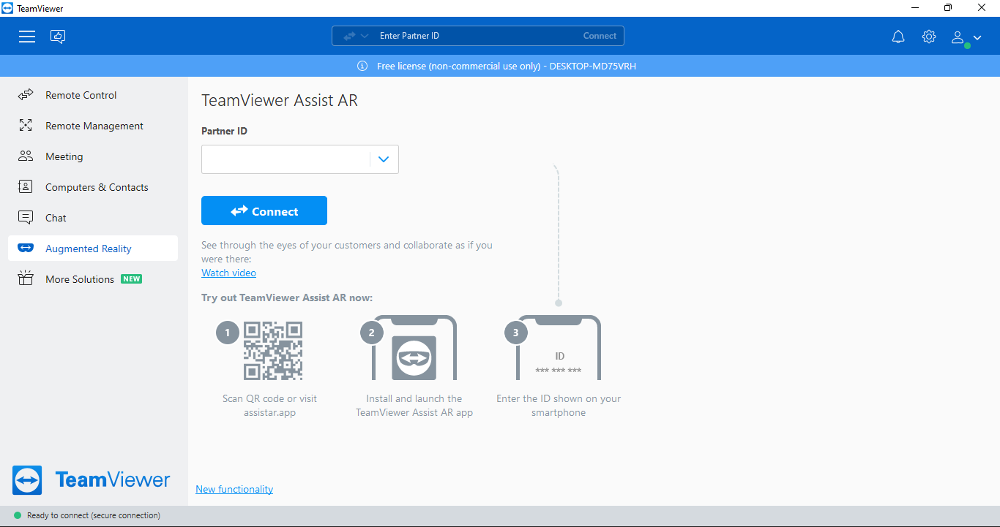 TeamViewer
Enter Partner ID
Connect
Free license (non-commercial use only) - DESKTOP-MD75VRH
Remote Control
Remote Management
Meeting
Computers & Contacts
Chat
Augmented Reality
More Solutions NEW
TeamViewer Assist AR
Partner ID
Connect
See through the eyes of your customers and collaborate as if you
were there:
Watch video
Try out TeamViewer Assist AR now:
1
Scan QR code or visit
assistar.app
2
Install and launch the
TeamViewer Assist AR app
3
ID
*** *** ***
Enter the ID shown on your
smartphone
TeamViewer
New functionality
Ready to connect (secure connection)